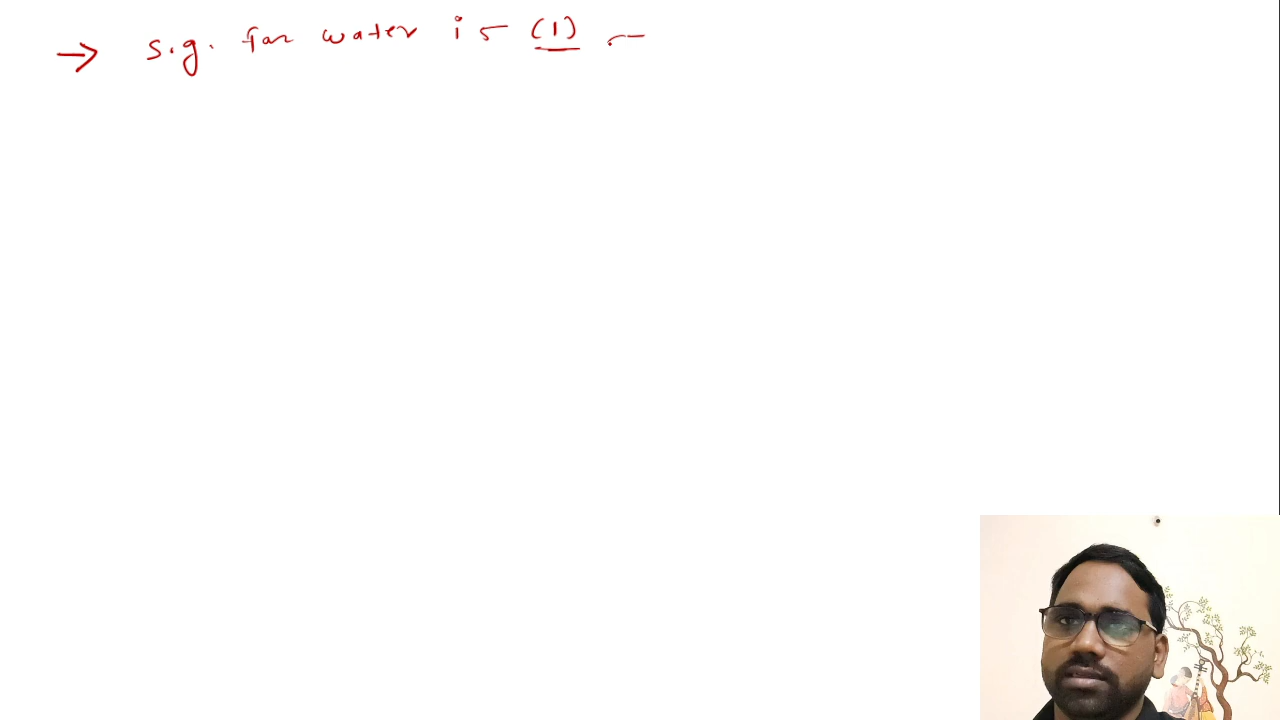 → s.g. for water is (1)